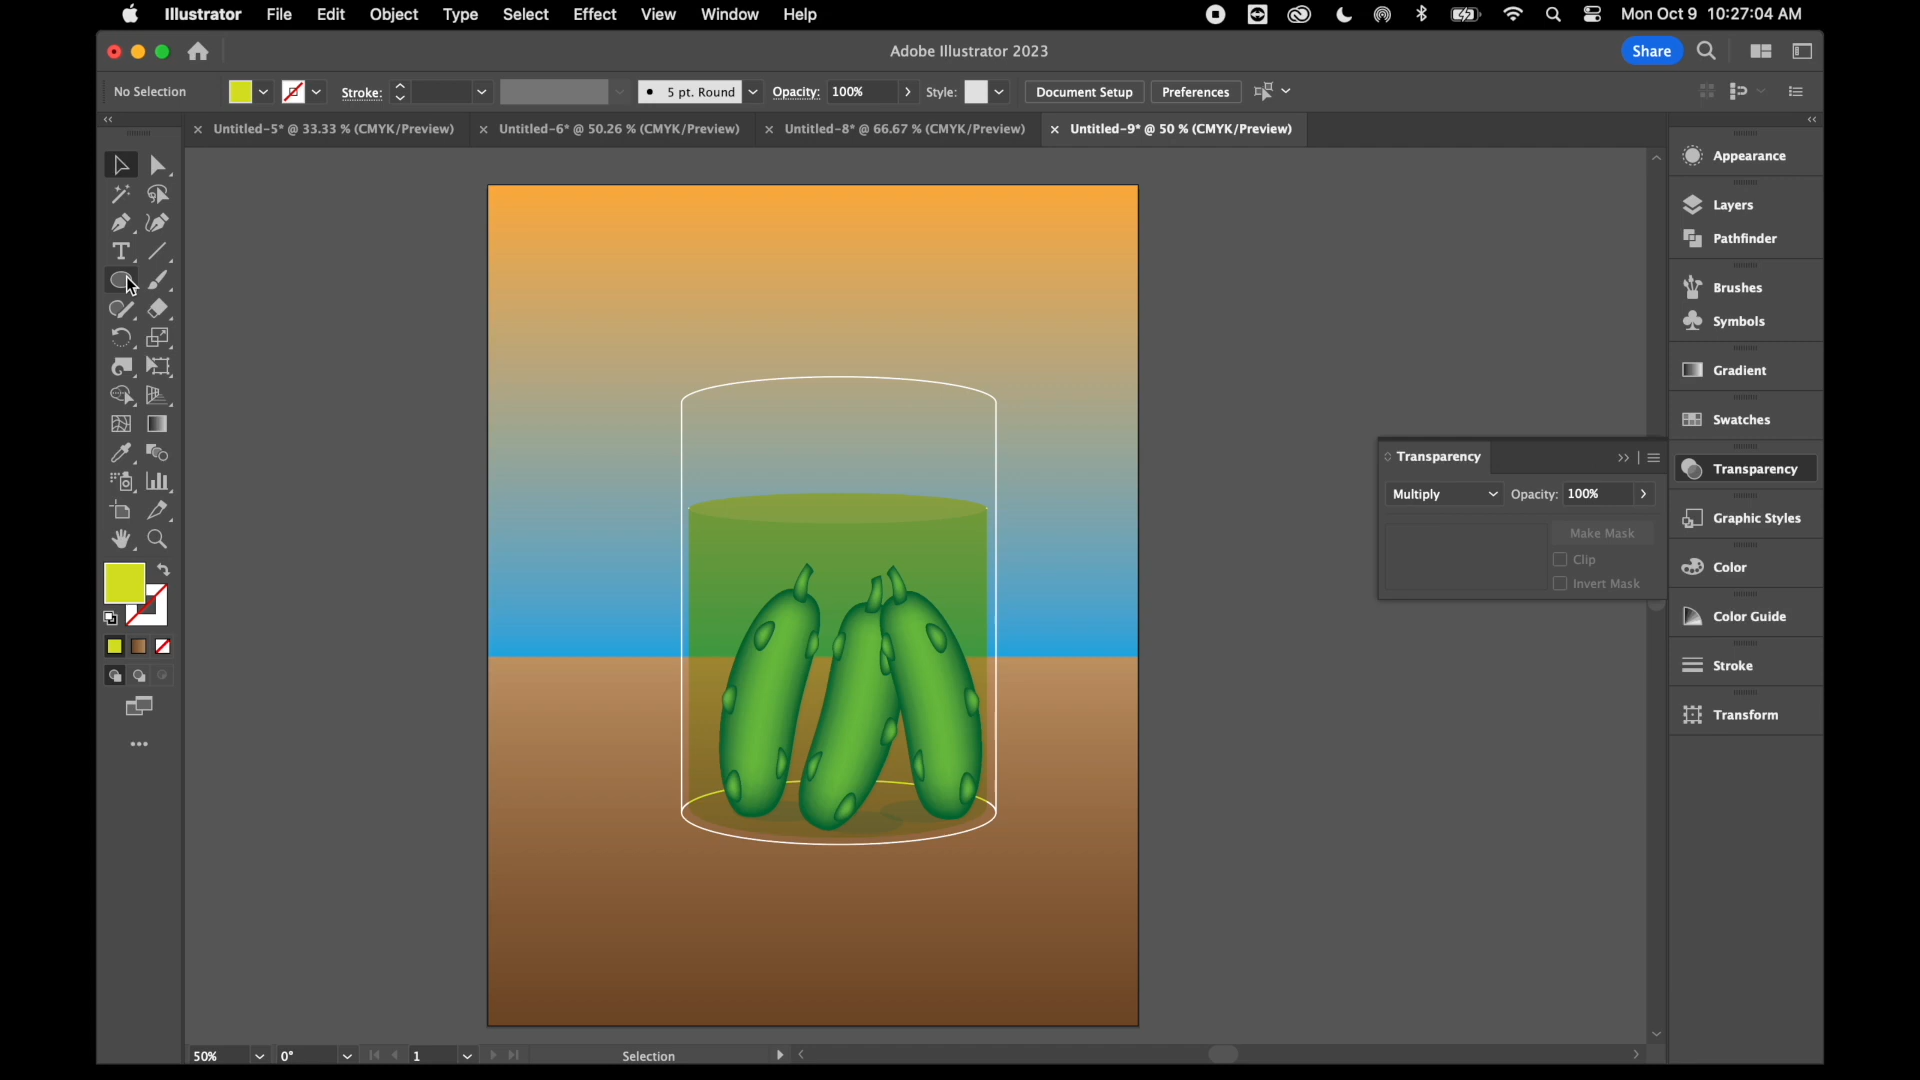 Illustrator File Edit Object Type Select Effect View Window Help Mon Oct 9 10:27:04 AM
Adobe Illustrator 2023 Share
No Selection Stroke: 5 pt. Round Opacity: 100% Style: Document Setup Preferences
Untitled-5* @ 33.33 % (CMYK/Preview) Untitled-6* @ 50.26 % (CMYK/Preview) Untitled-8* @ 66.67 % (CMYK/Preview) Untitled-9* @ 50 % (CMYK/Preview)
Appearance
Layers
Pathfinder
Brushes
Symbols
Gradient
Swatches
Transparency
Graphic Styles
Color
Color Guide
Stroke
Transform
Transparency
Multiply Opacity: 100%
Make Mask
Clip
Invert Mask
50% 0° 1 Selection